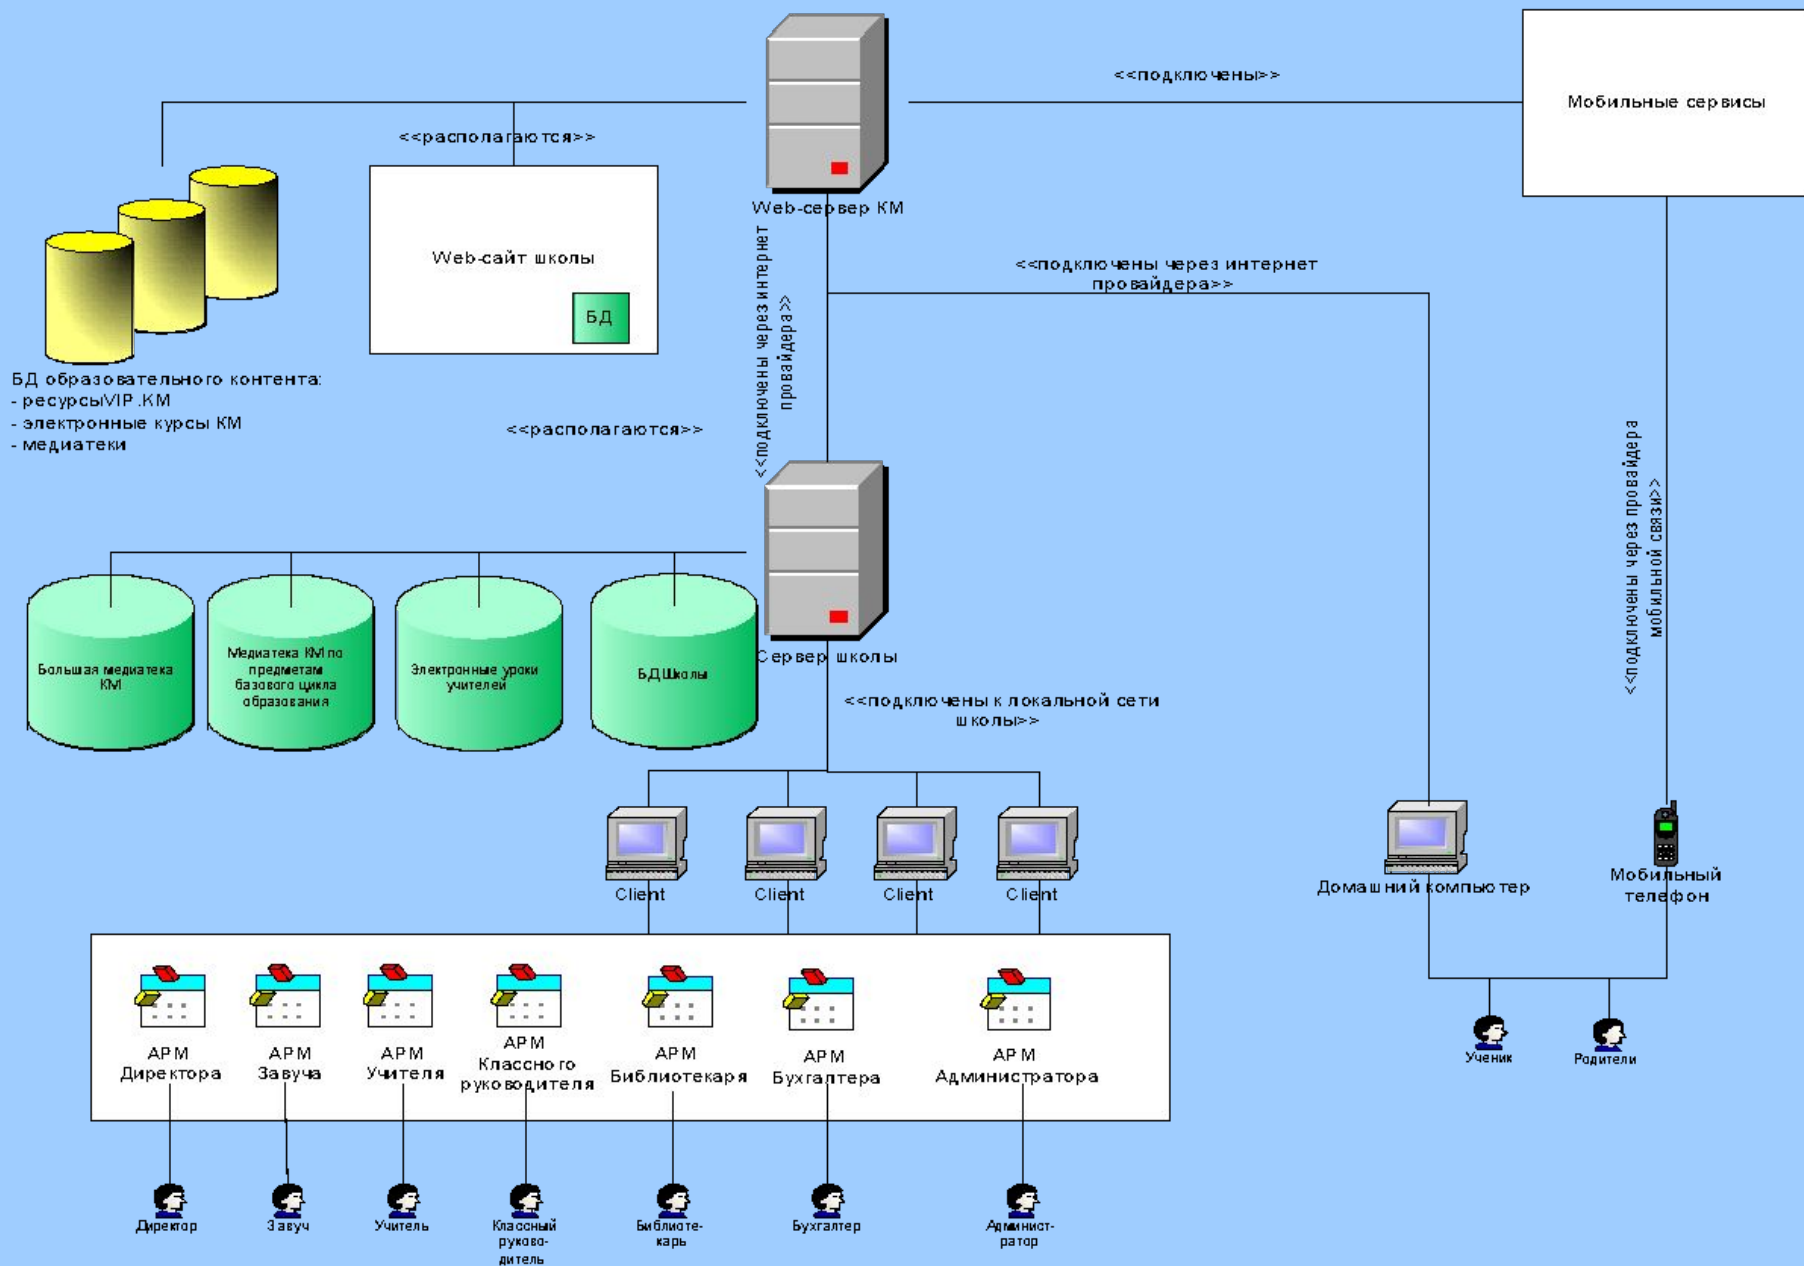 <<подключены>>
Мобильные сервисы
<<располагаются>>
Web-сервер КМ
Web-сайт школы
БД
<<подключены через интернет
провайдера>>
<<подключены через интернет
провайдера>>
БД образовательного контента:
- ресурсыVIP.КМ
- электронные курсы КМ
- медиатеки
<<располагаются>>
<<подключены через провайдера
мобильной связи>>
Большая медиатека
КМ
Медиатека КМ по
предметам
базового цикла
образования
Электронные уроки
учителей
БДШколы
Сервер школы
<<подключены к локальной сети
школы>>
Client
Client
Client
Client
Домашний компьютер
Мобильный
телефон
АРМ
Директора
АРМ
Завуча
АРМ
Учителя
АРМ
Классного
руководителя
АРМ
Библиотекаря
АРМ
Бухгалтера
АРМ
Администратора
Ученик
Родители
Директор
Завуч
Учитель
Классный
руково-
дитель
Библиоте-
карь
Бухгалтер
Админист-
ратор